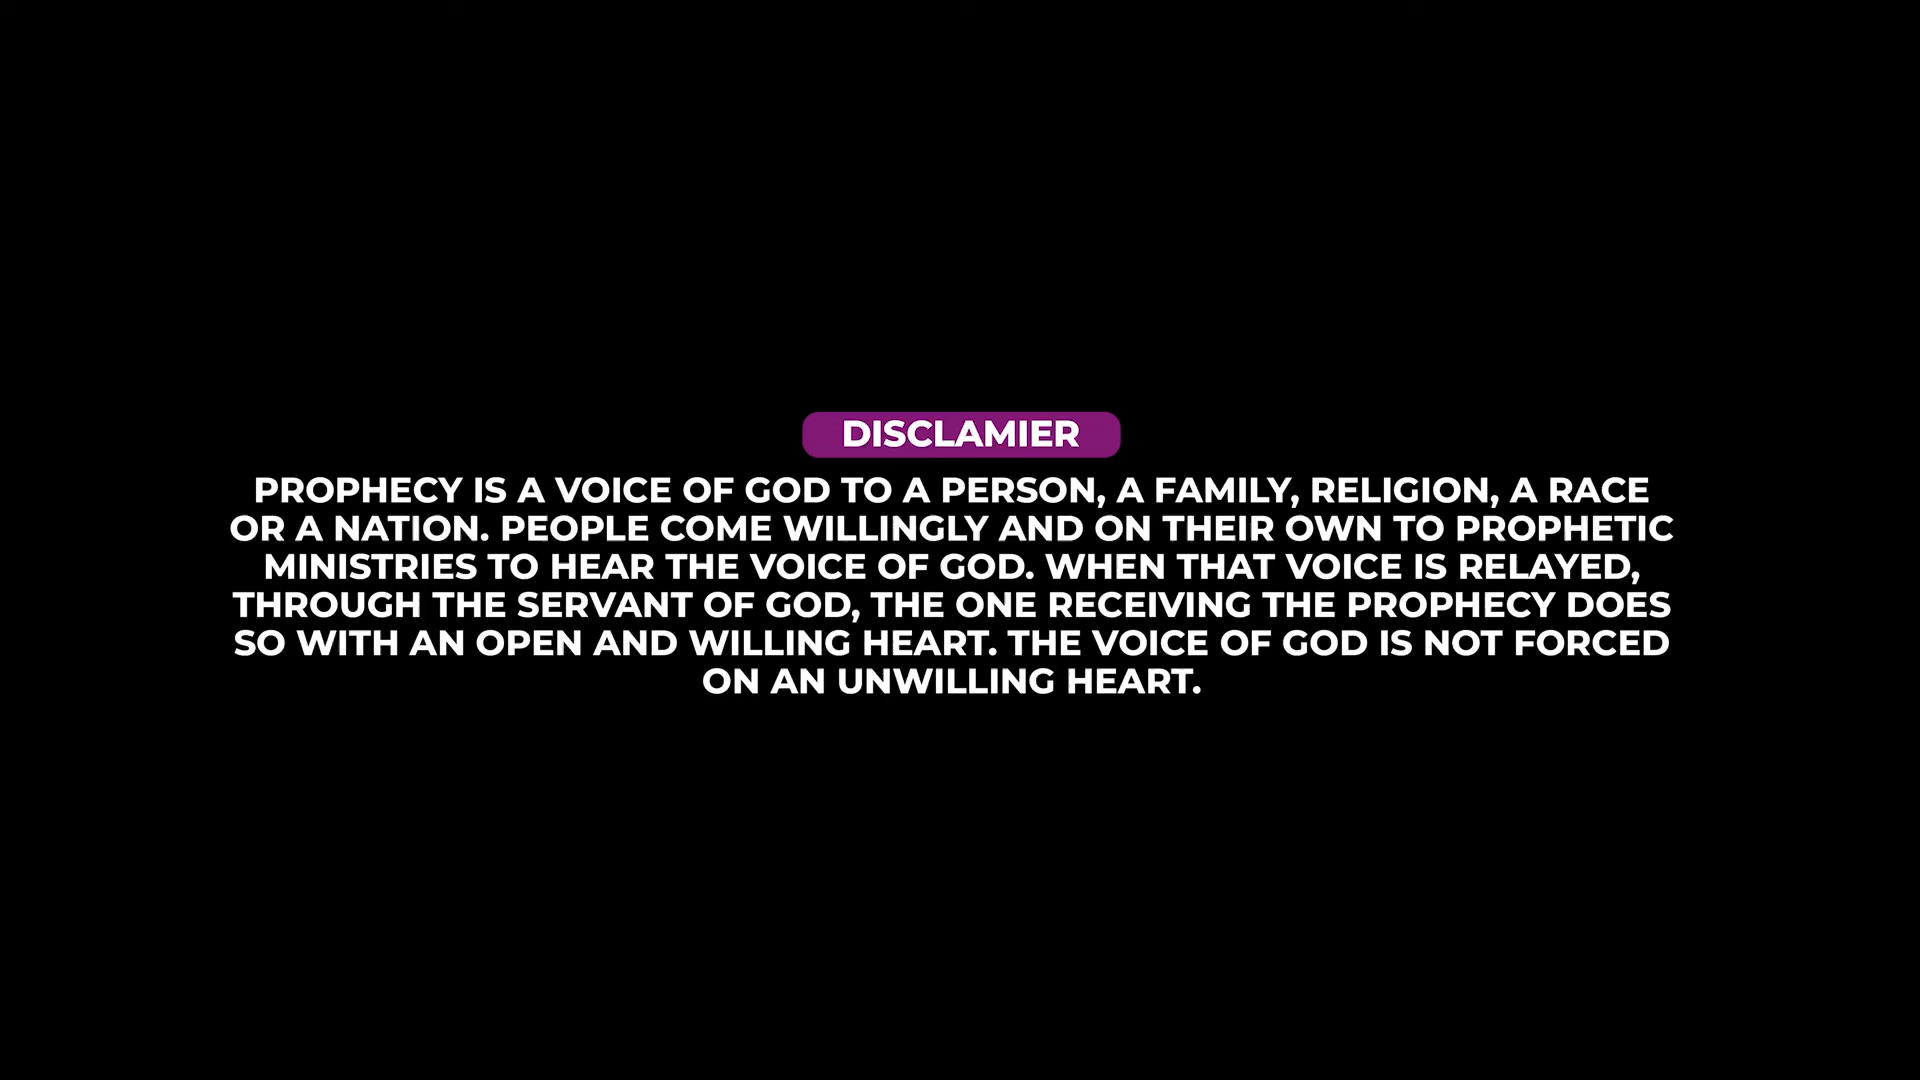 DISCLAMIER
PROPHECY IS A VOICE OF GOD TO A PERSON, A FAMILY, RELIGION, A RACE
OR A NATION. PEOPLE COME WILLINGLY AND ON THEIR OWN TO PROPHETIC
MINISTRIES TO HEAR THE VOICE OF GOD. WHEN THAT VOICE IS RELAYED,
THROUGH THE SERVANT OF GOD, THE ONE RECEIVING THE PROPHECY DOES
SO WITH AN OPEN AND WILLING HEART. THE VOICE OF GOD IS NOT FORCED
ON AN UNWILLING HEART.